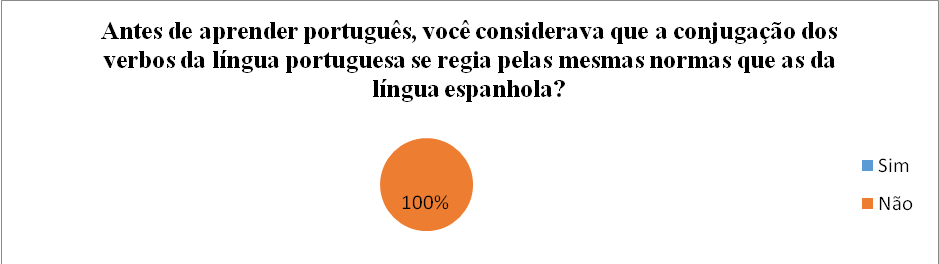 Antes de aprender português, você considerava que a conjugação dos
verbos da língua portuguesa se regia pelas mesmas normas que as da
língua espanhola?
Sim
100%
Não